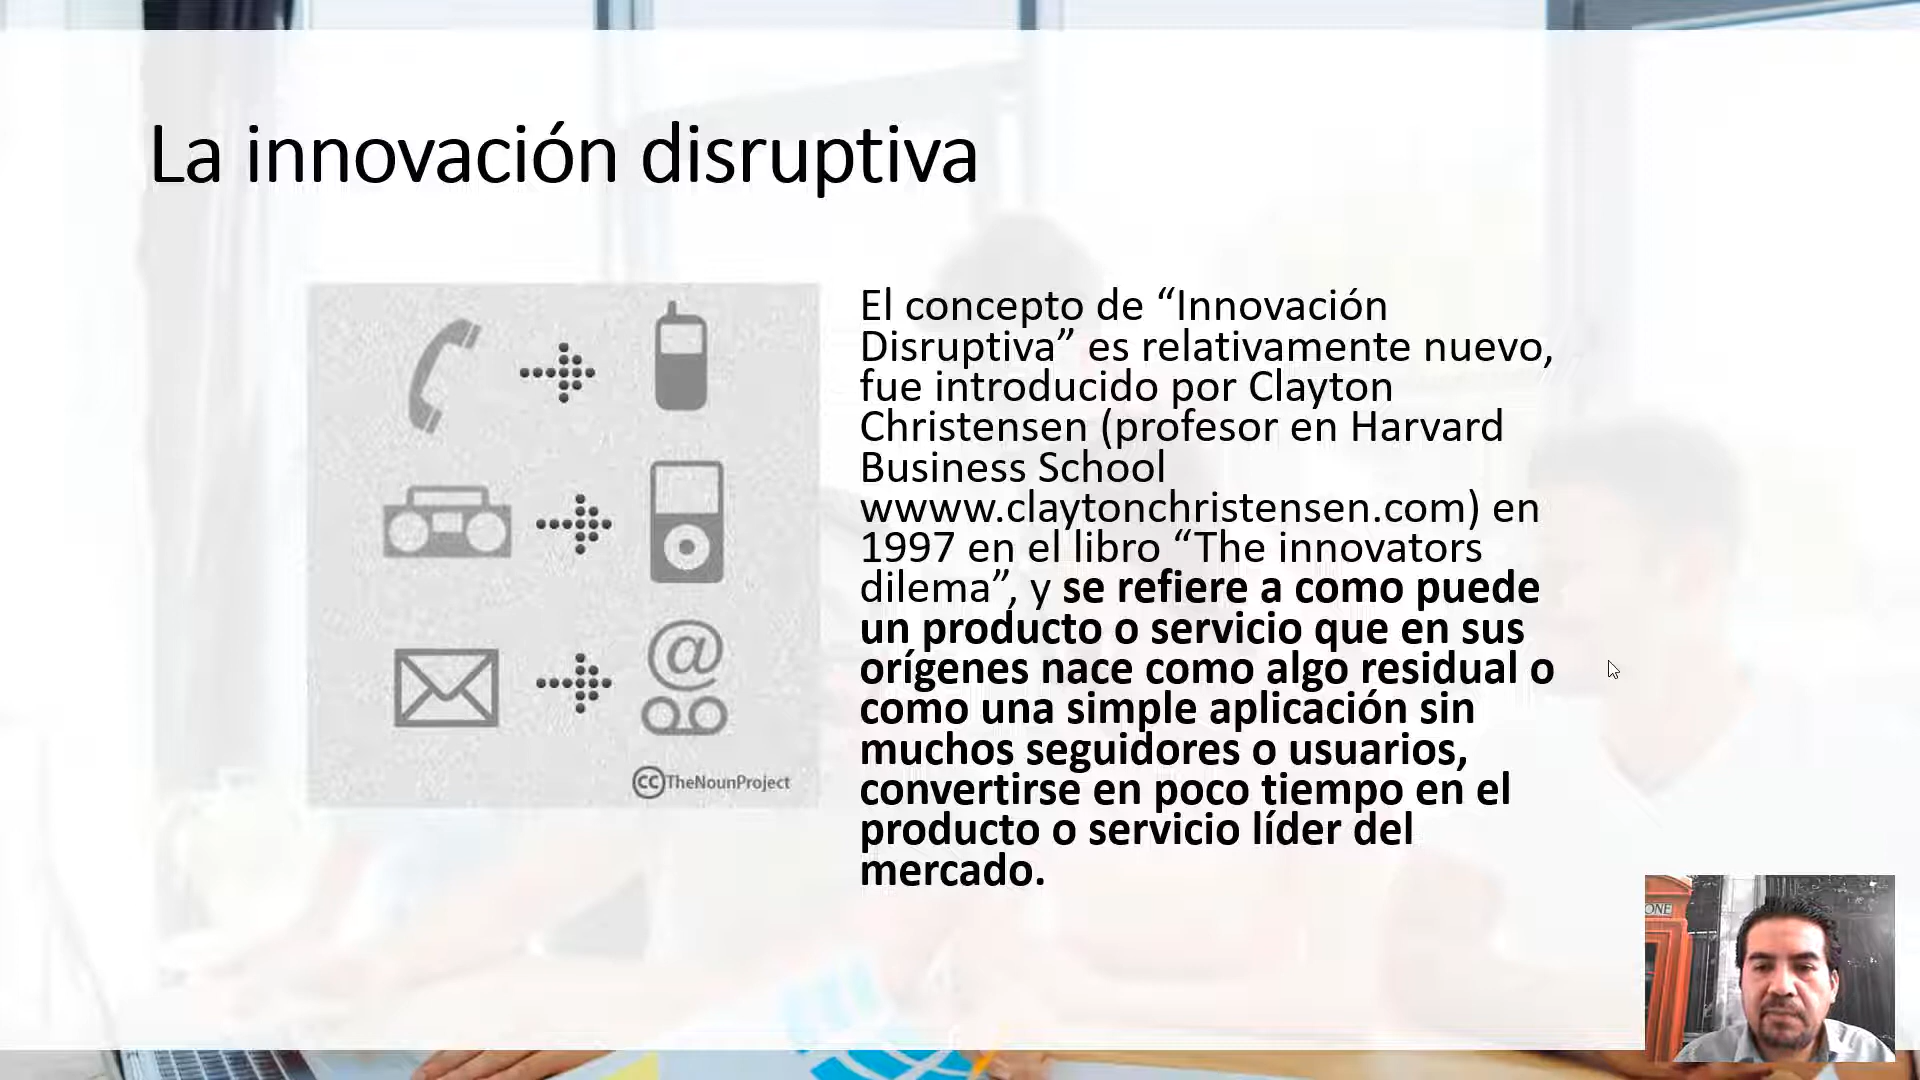 La innovación disruptiva
El concepto de “Innovación
Disruptiva” es relativamente nuevo,
fue introducido por Clayton
Christensen (profesor en Harvard
Business School
wwww.claytonchristensen.com) en
1997 en el libro “The innovators
dilema”, y se refiere a como puede
un producto o servicio que en sus
orígenes nace como algo residual o
como una simple aplicación sin
muchos seguidores o usuarios,
convertirse en poco tiempo en el
producto o servicio líder del
mercado.
@
CC TheNounProject
ONE